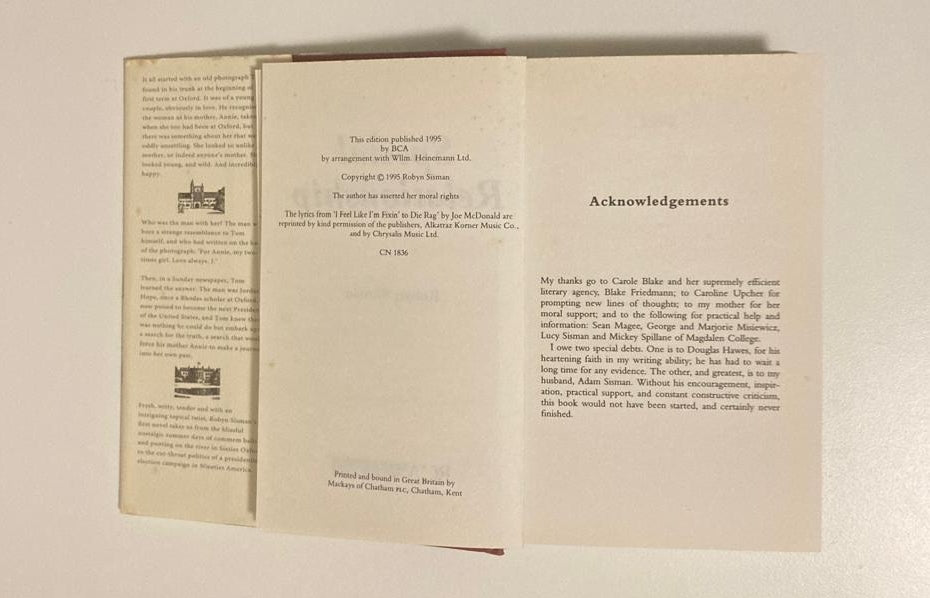 It all started with an old photograph
found in his trunk at the beginning of
first term at Oxford. It was of a young
couple, obviously in love. He recognise
the woman as his mother, Annie, take
when she too had been at Oxford, but
there was something about her that w
oddly unsettling. She looked so unlike
mother, or indeed anyone's mother. Sh
looked young, and wild. And incredibl
happy.
Who was the man with her? The man w
bore a strange resemblance to Tom
himself, and who had written on the ba
of the photograph: 'For Annie, my two-
times girl. Love always, J.'
Then, in a Sunday newspaper, Tom
learned the answer. The man was Jorda
Hope, once a Rhodes scholar at Oxford,
now poised to become the next Presiden
of the United States, and Tom knew the
was nothing he could do but embark up
a search for the truth, a search that wou
force his mother Annie to make a journe
into her own past.
Fresh, witty, tender and with an
intriguing topical twist, Robyn Sisman's
first novel takes us from the blissful
nostalgic summer days of commem balls
and punting on the river in Sixties Oxfo
to the cut-throat politics of a presidentia
election campaign in Nineties America.
This edition published 1995
by BCA
by arrangement with Wllm. Heinemann Ltd.
Copyright © 1995 Robyn Sisman
The author has asserted her moral rights
The lyrics from 'I Feel Like I'm Fixin' to Die Rag' by Joe McDonald are
reprinted by kind permission of the publishers, Alkatraz Korner Music Co.,
and by Chrysalis Music Ltd.
CN 1836
Printed and bound in Great Britain by
Mackays of Chatham PLC, Chatham, Kent
Acknowledgements
My thanks go to Carole Blake and her supremely efficient
literary agency, Blake Friedmann; to Caroline Upcher for
prompting new lines of thoughts; to my mother for her
moral support; and to the following for practical help and
information: Sean Magee, George and Marjorie Misiewicz,
Lucy Sisman and Mickey Spillane of Magdalen College.
I owe two special debts. One is to Douglas Hawes, for his
heartening faith in my writing ability; he has had to wait a
long time for any evidence. The other, and greatest, is to my
husband, Adam Sisman. Without his encouragement, inspir-
ation, practical support, and constant constructive criticism,
this book would not have been started, and certainly never
finished.